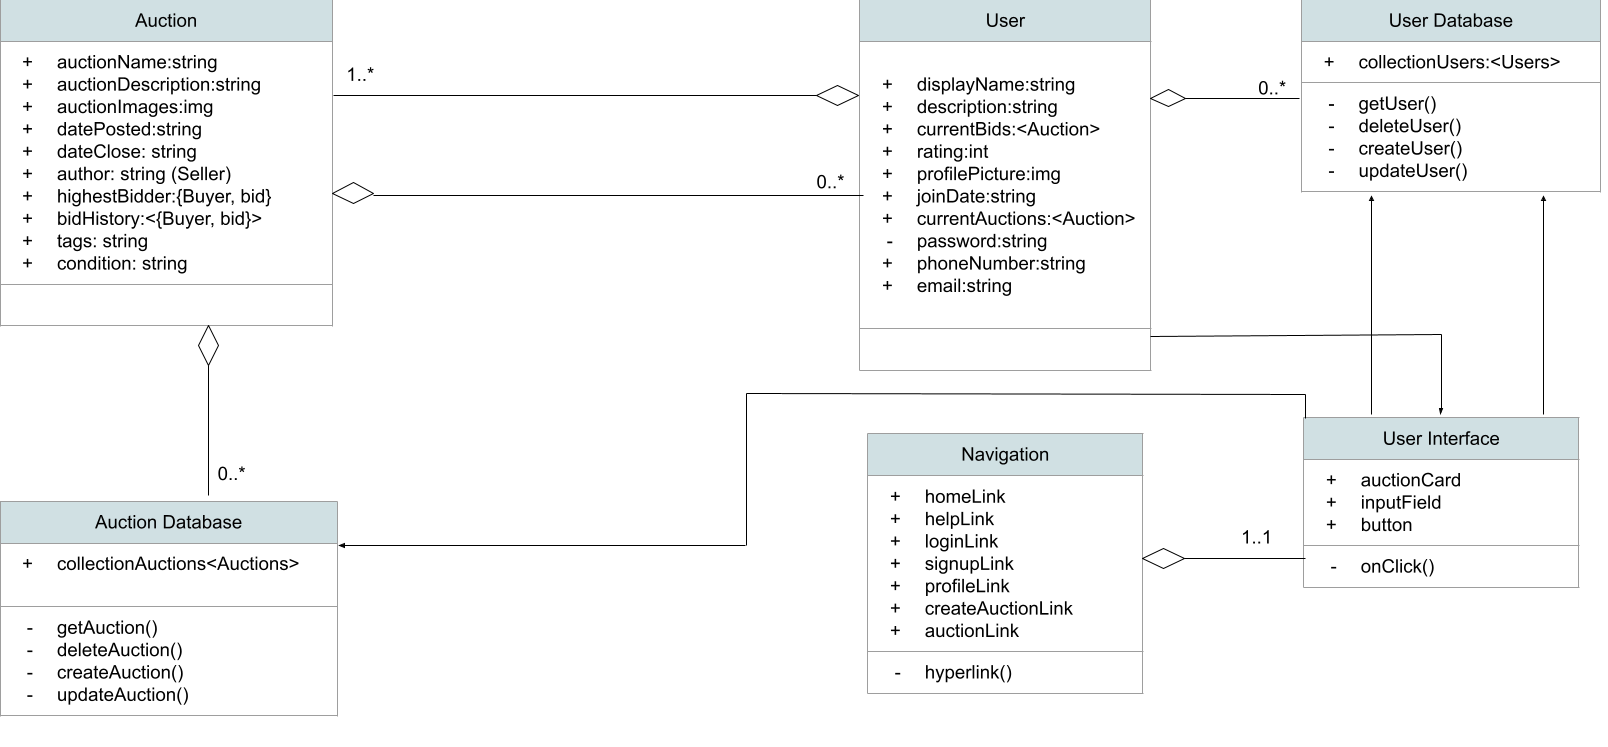 Auction
+ auctionName:string
+ auctionDescription:string
+ auctionImages:img
+ datePosted:string
+ dateClose: string
+ author: string (Seller)
+ highestBidder:{Buyer, bid}
+ bidHistory:<{Buyer, bid}>
+ tags: string
+ condition: string
1..*
0..*
User
+ displayName:string
+ description:string
+ currentBids:<Auction>
+ rating:int
+ profilePicture:img
+ joinDate:string
+ currentAuctions:<Auction>
- password:string
+ phoneNumber:string
+ email:string
0..*
User Database
+ collectionUsers:<Users>
- getUser()
- deleteUser()
- createUser()
- updateUser()
0..*
Auction Database
+ collectionAuctions<Auctions>
- getAuction()
- deleteAuction()
- createAuction()
- updateAuction()
Navigation
+ homeLink
+ helpLink
+ loginLink
+ signupLink
+ profileLink
+ createAuctionLink
+ auctionLink
- hyperlink()
1..1
User Interface
+ auctionCard
+ inputField
+ button
- onClick()